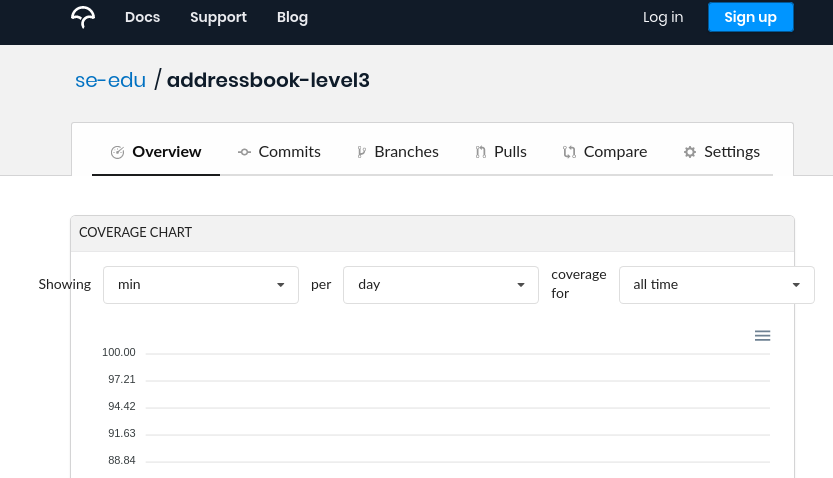 Docs Support Blog Log in Sign up
se-edu / addressbook-level3
Overview Commits Branches Pulls Compare Settings
COVERAGE CHART
Showing min per day coverage for all time
100.00
97.21
94.42
91.63
88.84